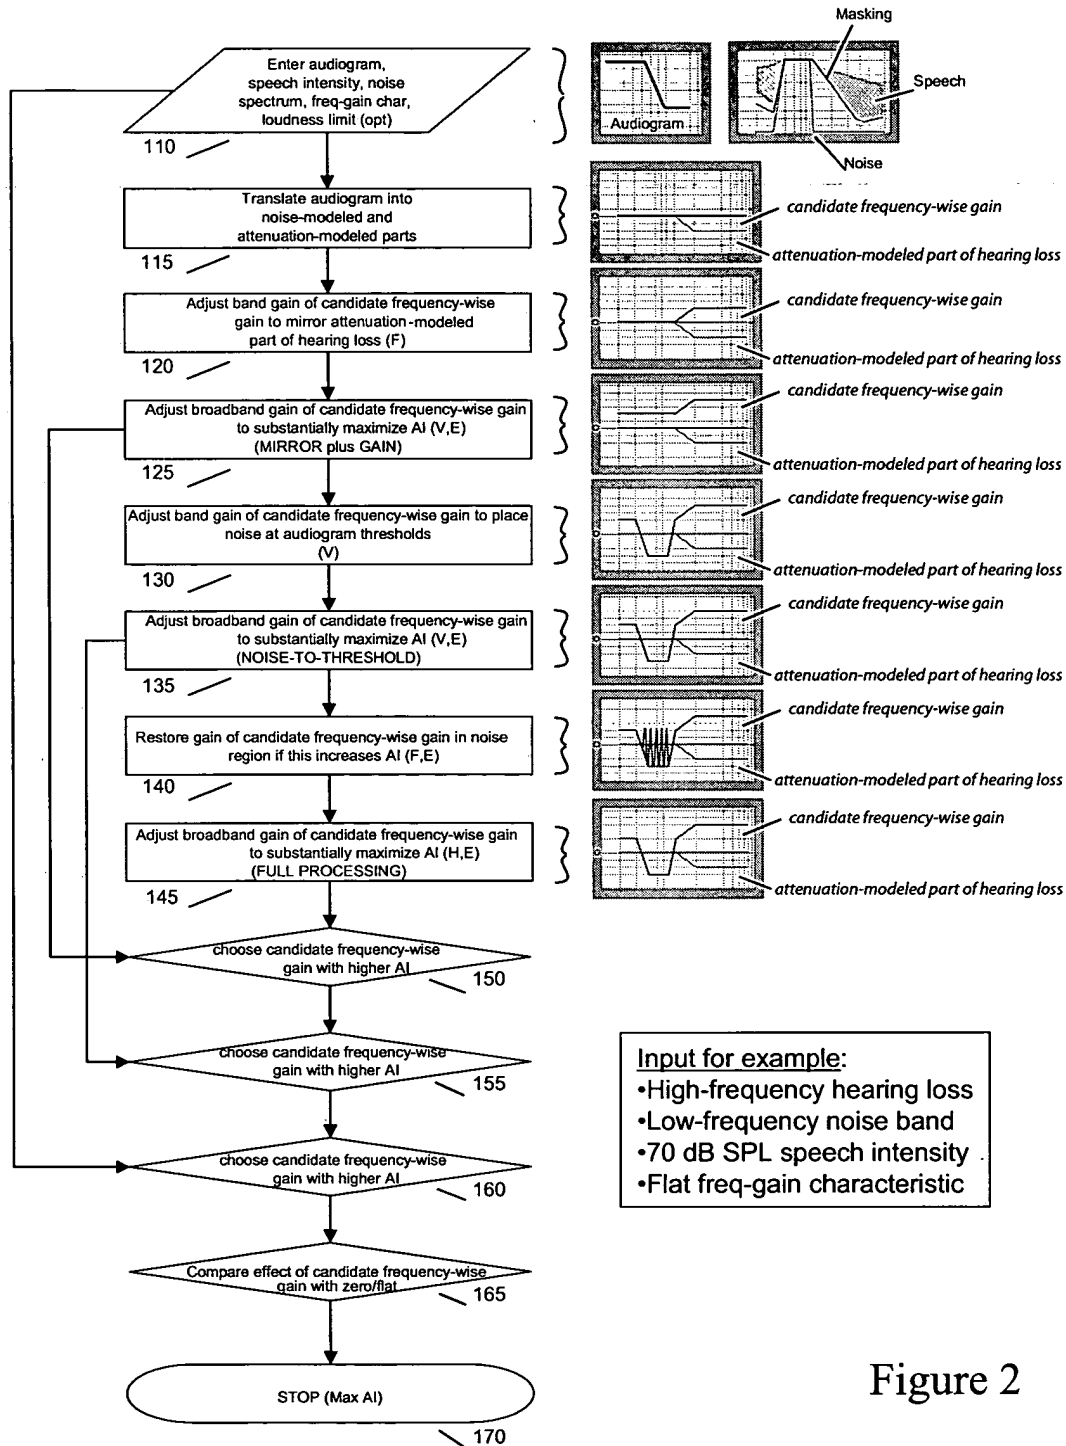 Masking
Speech
Noise
Audiogram
Enter audiogram,
speech intensity, noise
spectrum, freq-gain char,
loudness limit (opt)
110
Translate audiogram into
noise-modeled and
attenuation-modeled parts
115
candidate frequency-wise gain
attenuation-modeled part of hearing loss
Adjust band gain of candidate frequency-wise
gain to mirror attenuation-modeled
part of hearing loss (F)
120
candidate frequency-wise gain
attenuation-modeled part of hearing loss
Adjust broadband gain of candidate frequency-wise gain
to substantially maximize AI (V,E)
(MIRROR plus GAIN)
125
candidate frequency-wise gain
attenuation-modeled part of hearing loss
Adjust band gain of candidate frequency-wise gain to place
noise at audiogram thresholds
(V)
130
candidate frequency-wise gain
attenuation-modeled part of hearing loss
Adjust broadband gain of candidate frequency-wise gain
to substantially maximize AI (V,E)
(NOISE-TO-THRESHOLD)
135
candidate frequency-wise gain
attenuation-modeled part of hearing loss
Restore gain of candidate frequency-wise gain in noise
region if this increases AI (F,E)
140
candidate frequency-wise gain
attenuation-modeled part of hearing loss
Adjust broadband gain of candidate frequency-wise gain
to substantially maximize AI (H,E)
(FULL PROCESSING)
145
candidate frequency-wise gain
attenuation-modeled part of hearing loss
choose candidate frequency-wise
gain with higher AI
150
choose candidate frequency-wise
gain with higher AI
155
choose candidate frequency-wise
gain with higher AI
160
Compare effect of candidate frequency-wise
gain with zero/flat
165
STOP (Max AI)
170
Input for example:
•High-frequency hearing loss
•Low-frequency noise band
•70 dB SPL speech intensity
•Flat freq-gain characteristic
Figure 2